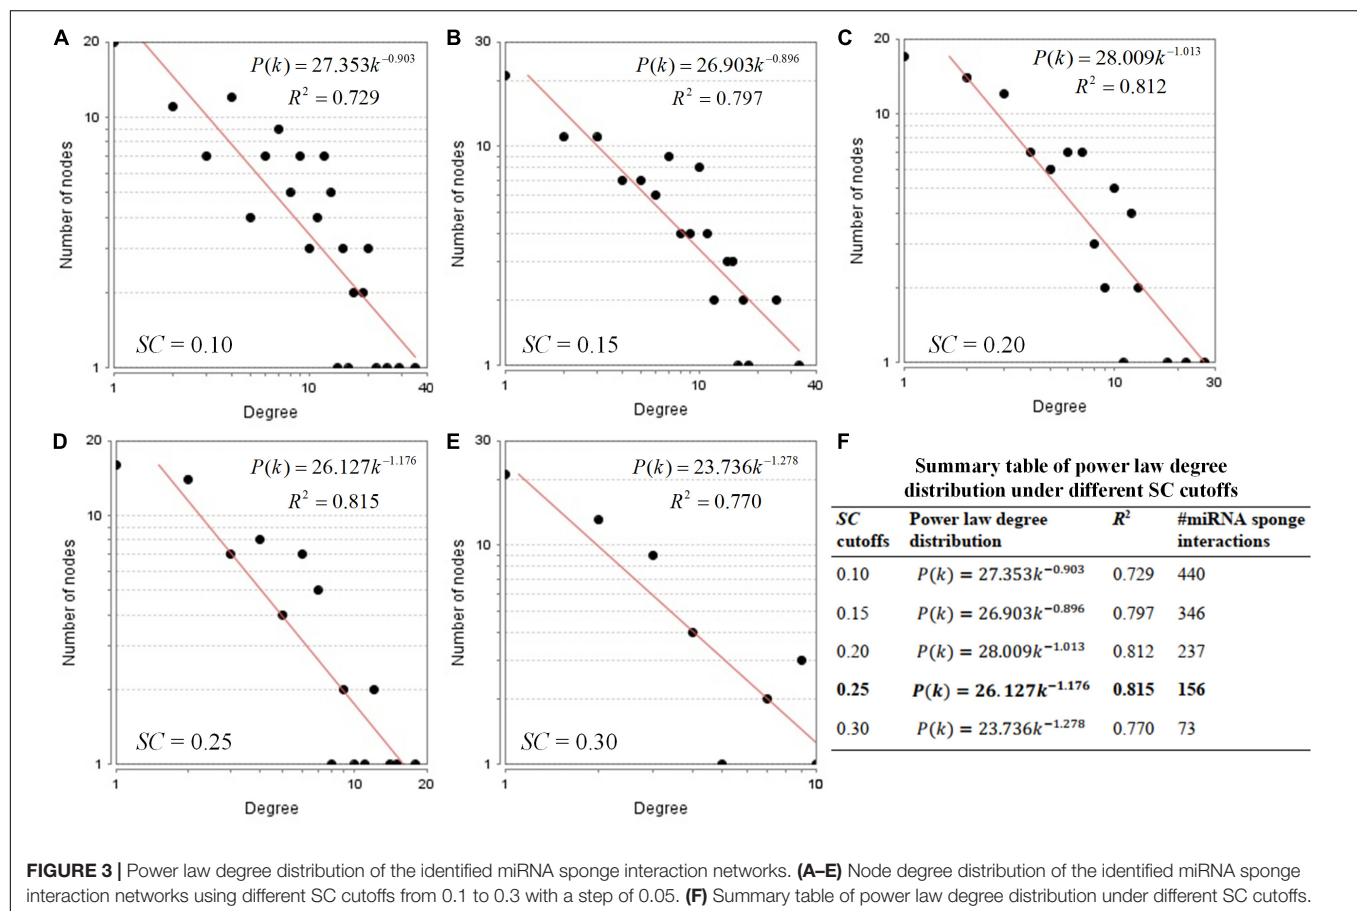 A
20
10
1
1
10
40
Number of nodes
Degree
P(k) = 27.353k^−0.903
R² = 0.729
SC = 0.10
B
30
10
1
1
10
40
Number of nodes
Degree
P(k) = 26.903k^−0.896
R² = 0.797
SC = 0.15
C
20
10
1
1
10
30
Number of nodes
Degree
P(k) = 28.009k^−1.013
R² = 0.812
SC = 0.20
D
20
10
1
1
10
20
Number of nodes
Degree
P(k) = 26.127k^−1.176
R² = 0.815
SC = 0.25
E
30
10
1
1
10
Number of nodes
Degree
P(k) = 23.736k^−1.278
R² = 0.770
SC = 0.30
F
Summary table of power law degree
distribution under different SC cutoffs
SC Power law degree R² #miRNA sponge
cutoffs distribution interactions
0.10 P(k) = 27.353k^−0.903 0.729 440
0.15 P(k) = 26.903k^−0.896 0.797 346
0.20 P(k) = 28.009k^−1.013 0.812 237
0.25 P(k) = 26.127k^−1.176 0.815 156
0.30 P(k) = 23.736k^−1.278 0.770 73
FIGURE 3 | Power law degree distribution of the identified miRNA sponge interaction networks. (A–E) Node degree distribution of the identified miRNA sponge
interaction networks using different SC cutoffs from 0.1 to 0.3 with a step of 0.05. (F) Summary table of power law degree distribution under different SC cutoffs.